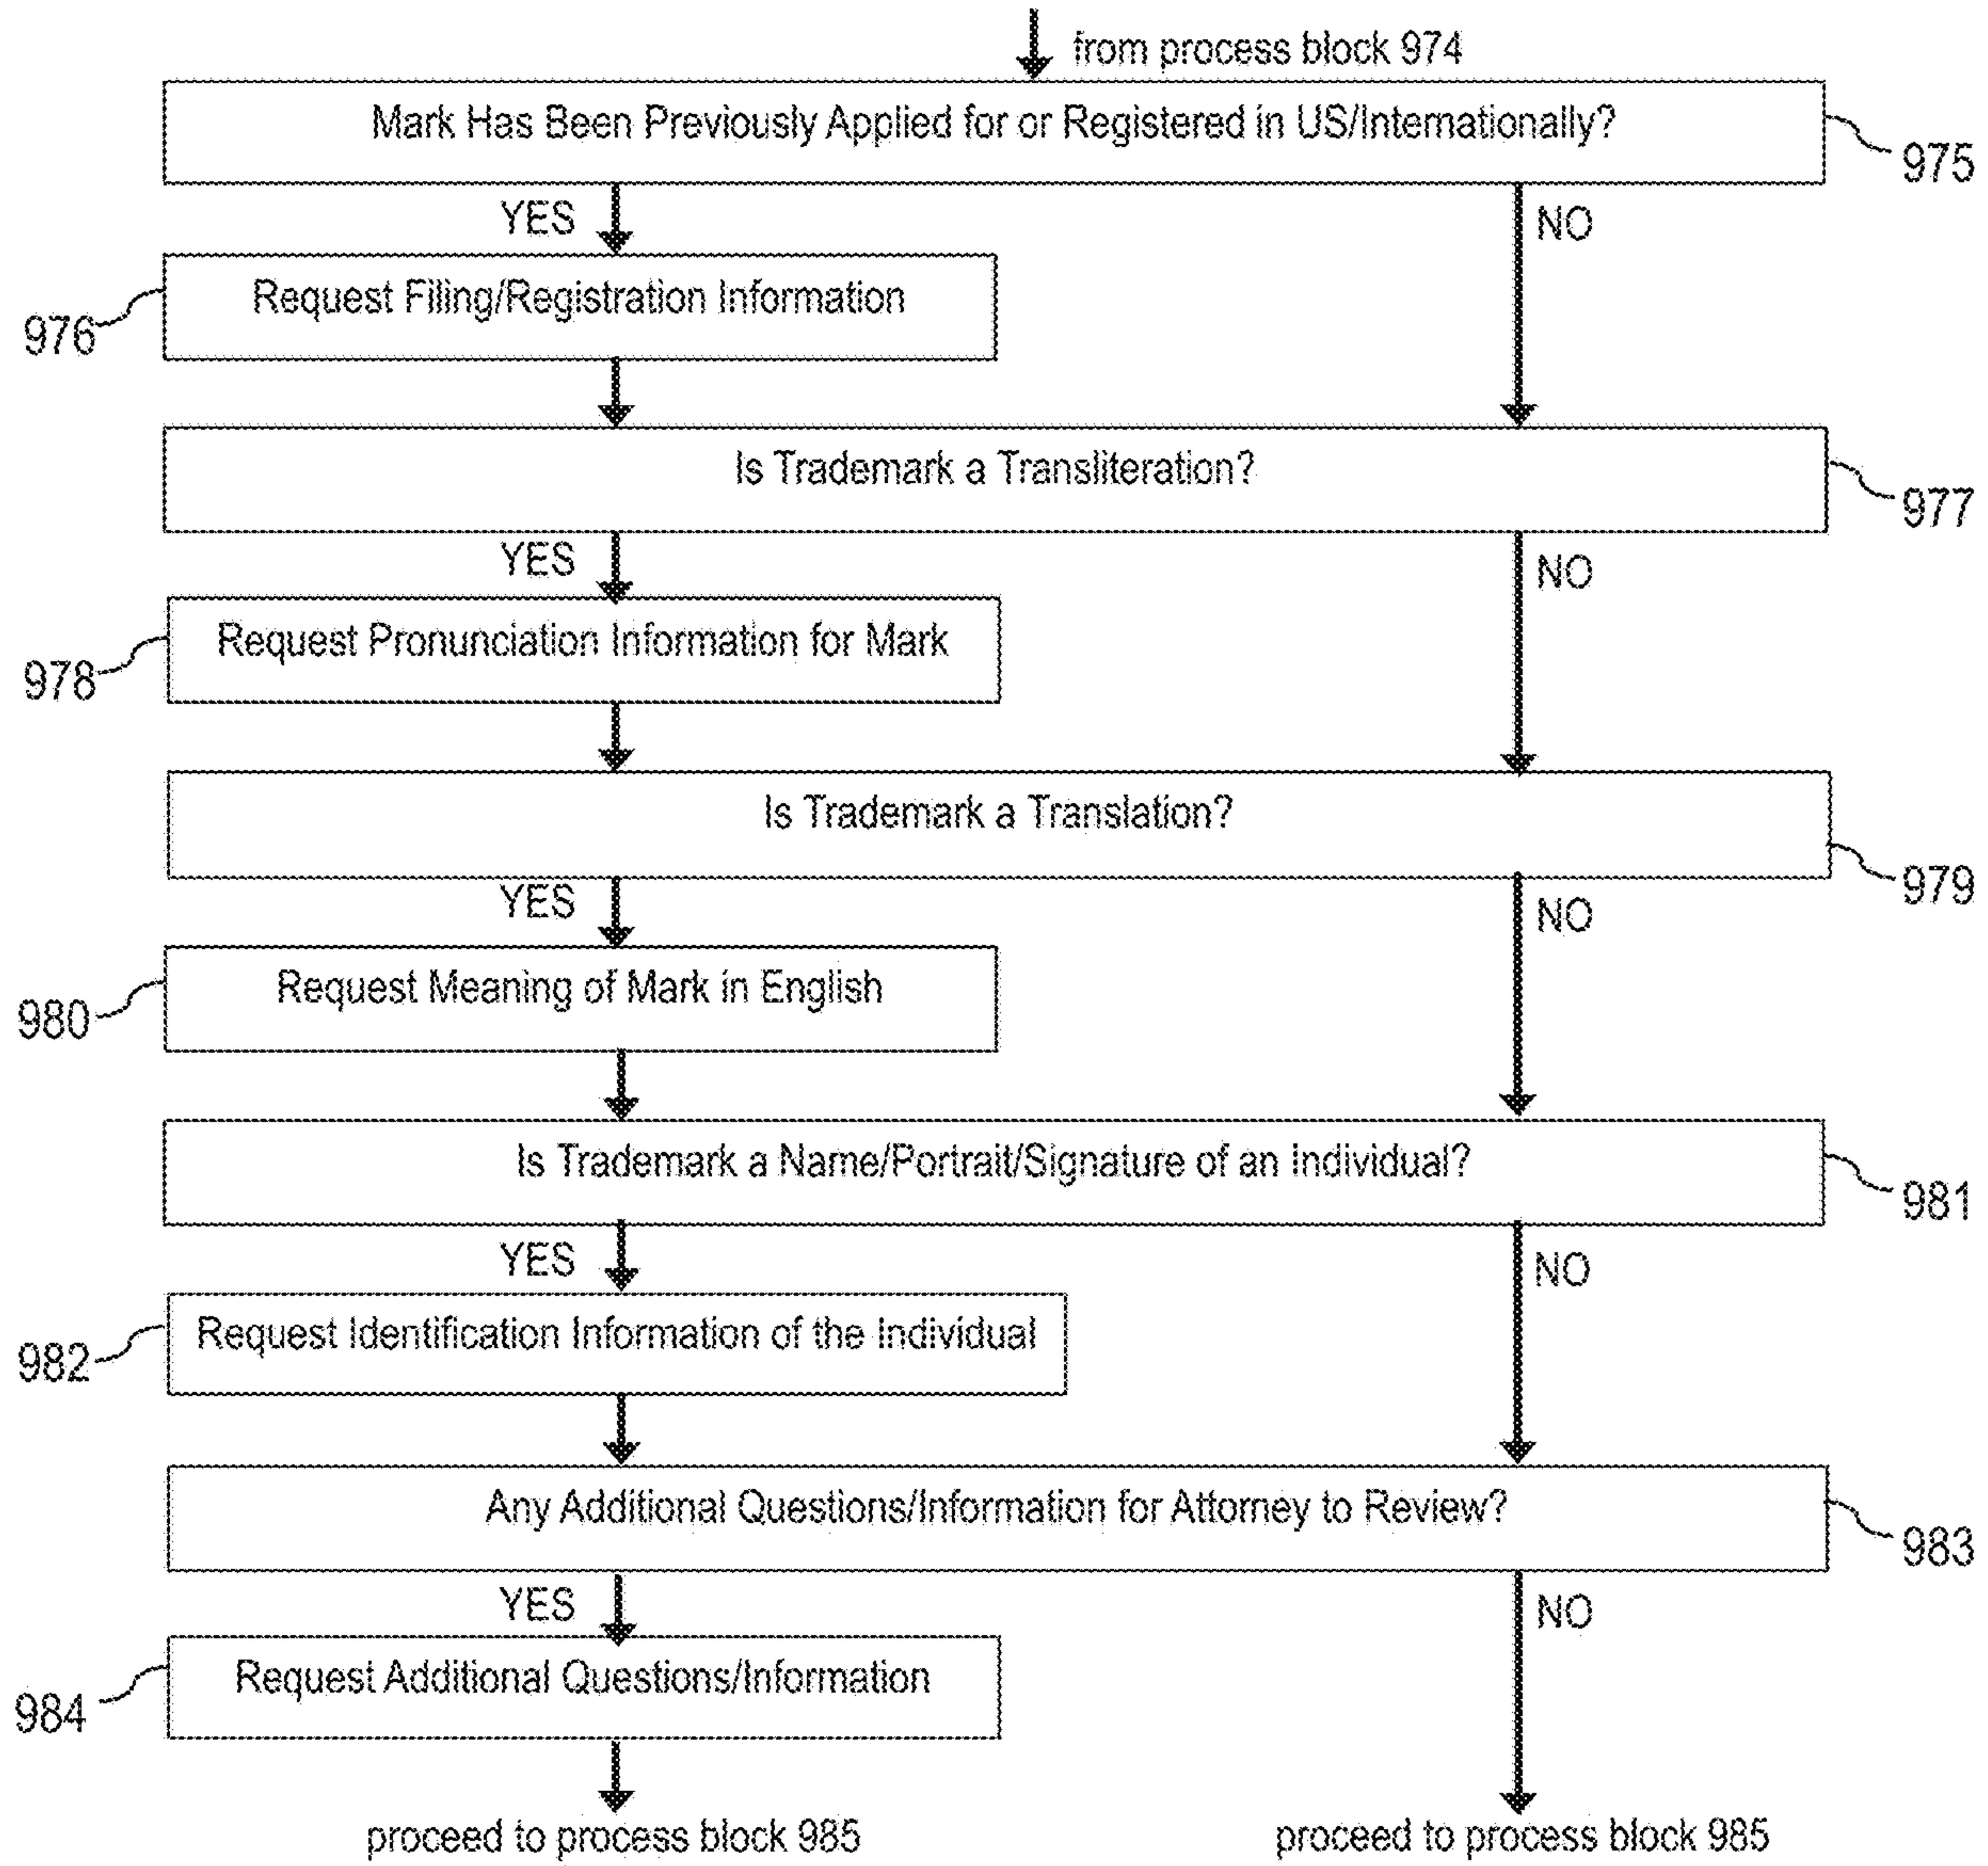 from process block 974
Mark Has Been Previously Applied for or Registered in US/Internationally?
975
YES
NO
Request Filing/Registration Information
976
Is Trademark a Transliteration?
977
YES
NO
Request Pronunciation Information for Mark
978
Is Trademark a Translation?
979
YES
NO
Request Meaning of Mark in English
980
Is Trademark a Name/Portrait/Signature of an Individual?
981
YES
NO
Request Identification Information of the Individual
982
Any Additional Questions/Information for Attorney to Review?
983
YES
NO
Request Additional Questions/Information
984
proceed to process block 985
proceed to process block 985